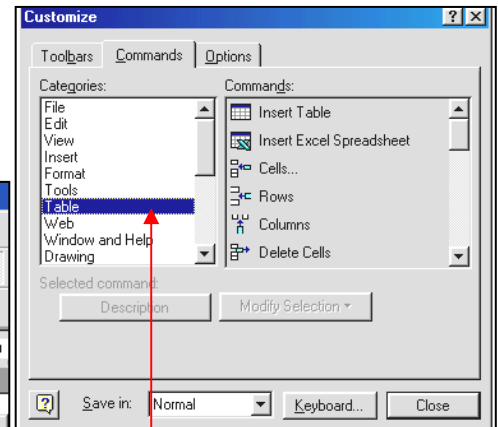 Customize
Toolbars Commands Options
Categories: Commands:
File
Edit
View
Insert
Format
Tools
Table
Web
Window and Help
Drawing
Insert Table
Insert Excel Spreadsheet
Cells...
Rows
Columns
Delete Cells
Selected command:
Description Modify Selection
Save in: Normal Keyboard... Close